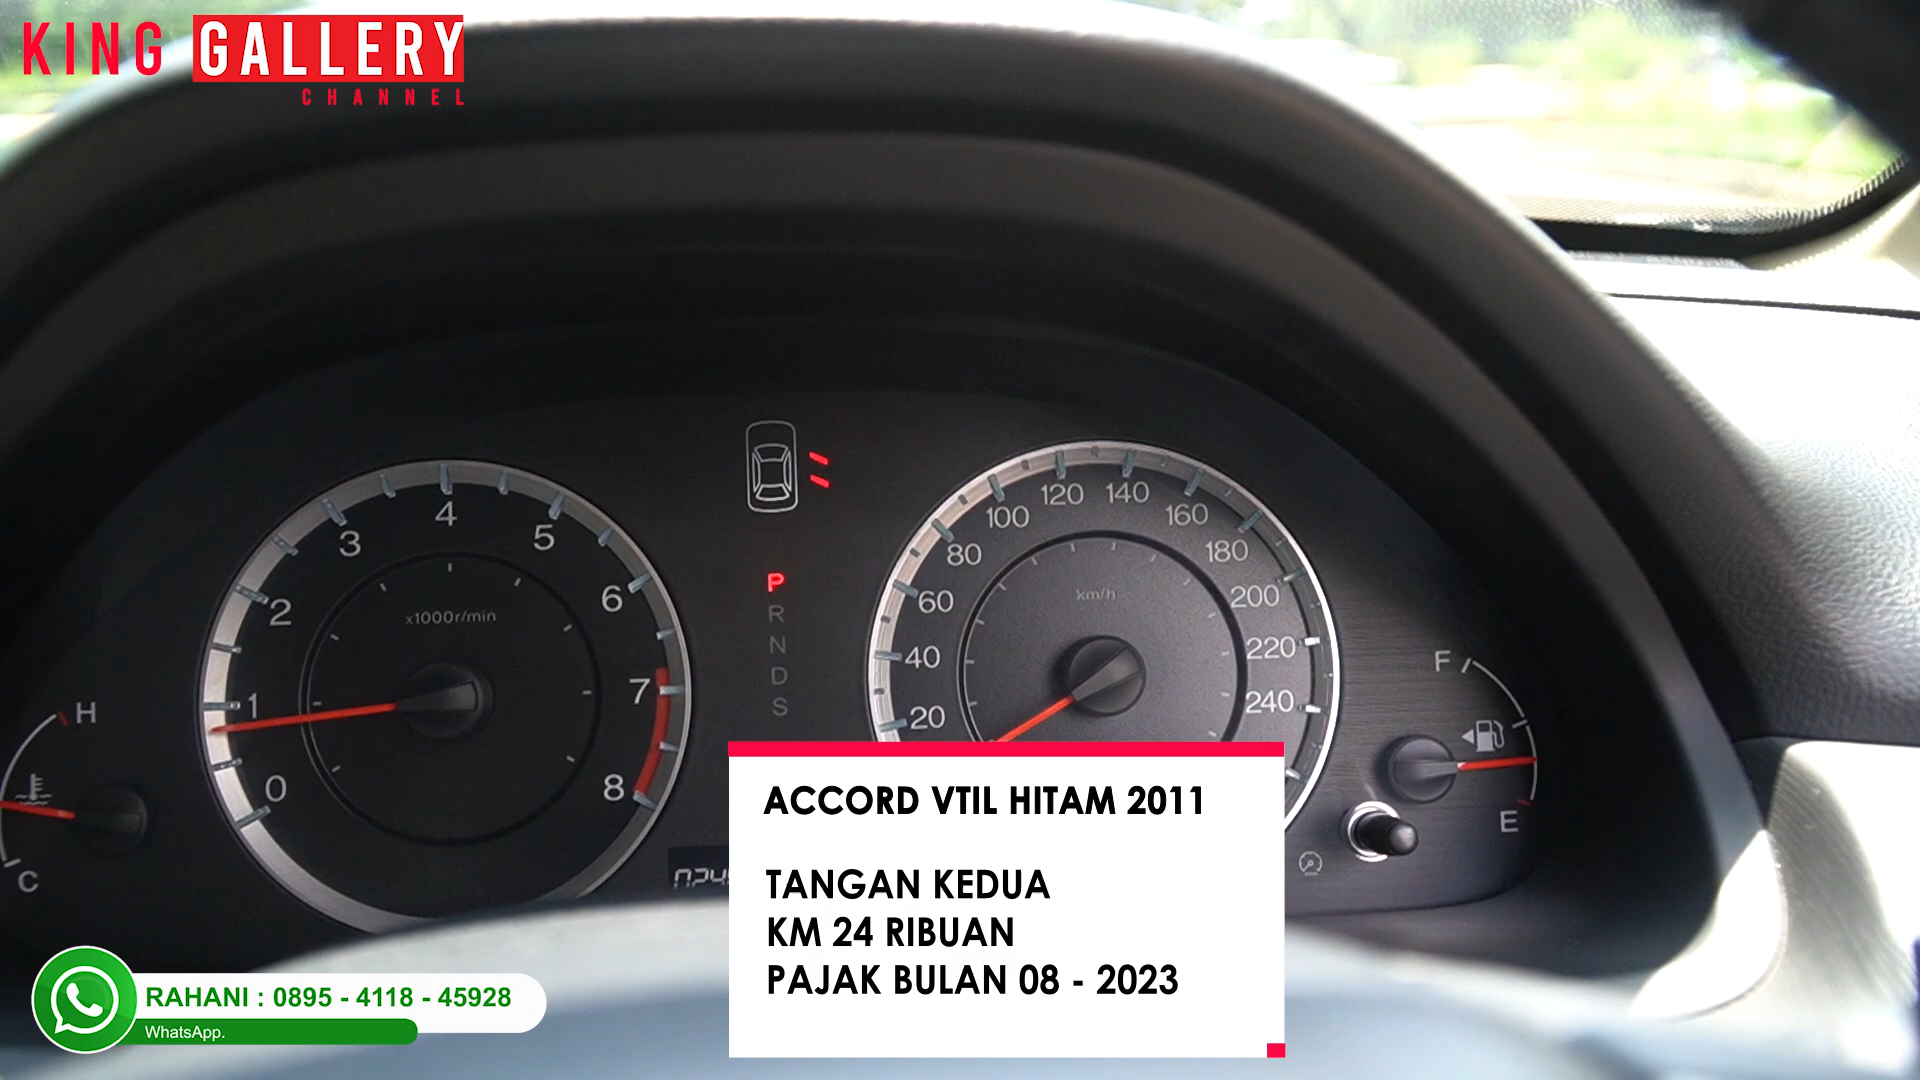 KING GALLERY
CHANNEL
4
3
5
2
6
x1000r/min
1
7
0
8
H
C
P
R
N
D
S
120 140
100 160
80 180
km/h
60 200
40 220
20 240
F
E
ACCORD VTIL HITAM 2011
TANGAN KEDUA
KM 24 RIBUAN
PAJAK BULAN 08 - 2023
RAHANI : 0895 - 4118 - 45928
WhatsApp.